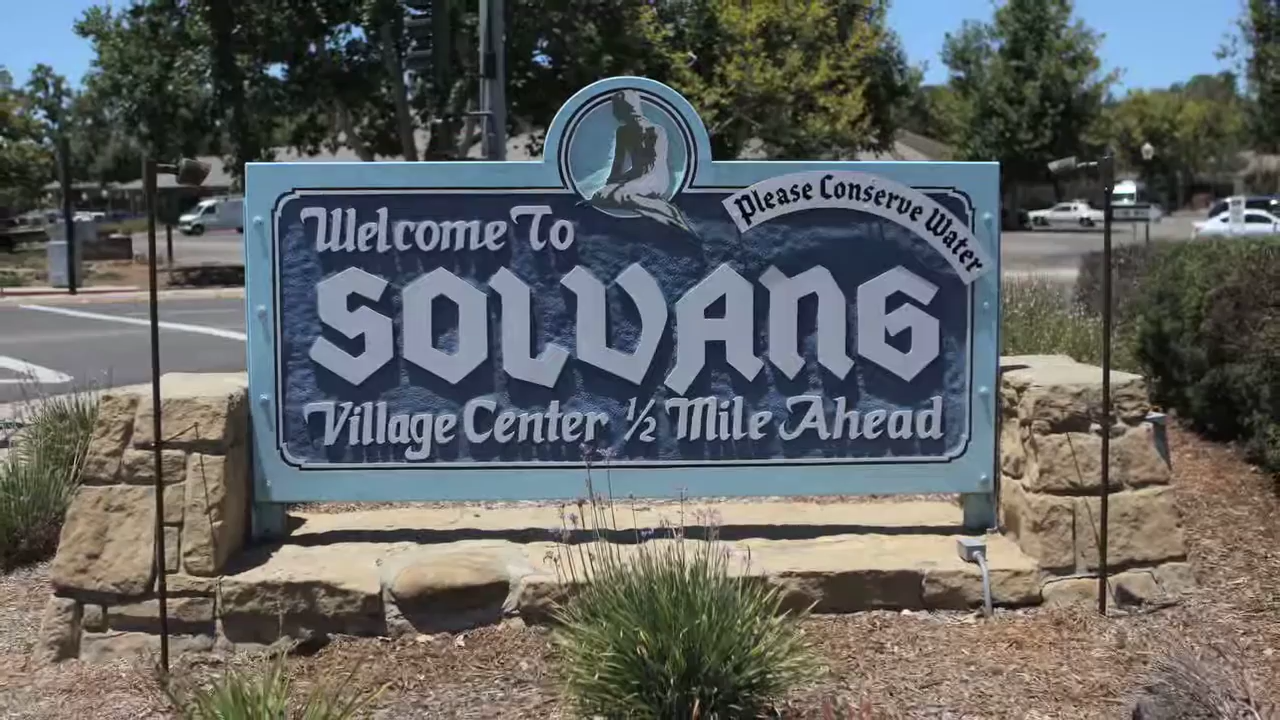 Welcome To
Please Conserve Water
SOLVANG
Village Center ½ Mile Ahead